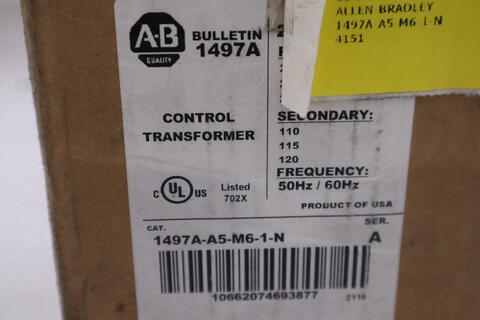 ALLEN-BRADLEY
1497A-A5-M6-1-N
4151
A·B
QUALITY
BULLETIN
1497A
CONTROL
TRANSFORMER
SECONDARY:
110
115
120
FREQUENCY:
50Hz / 60Hz
C UL US
Listed
702X
PRODUCT OF USA
CAT.
1497A-A5-M6-1-N
SER.
A
10662074693877
2116